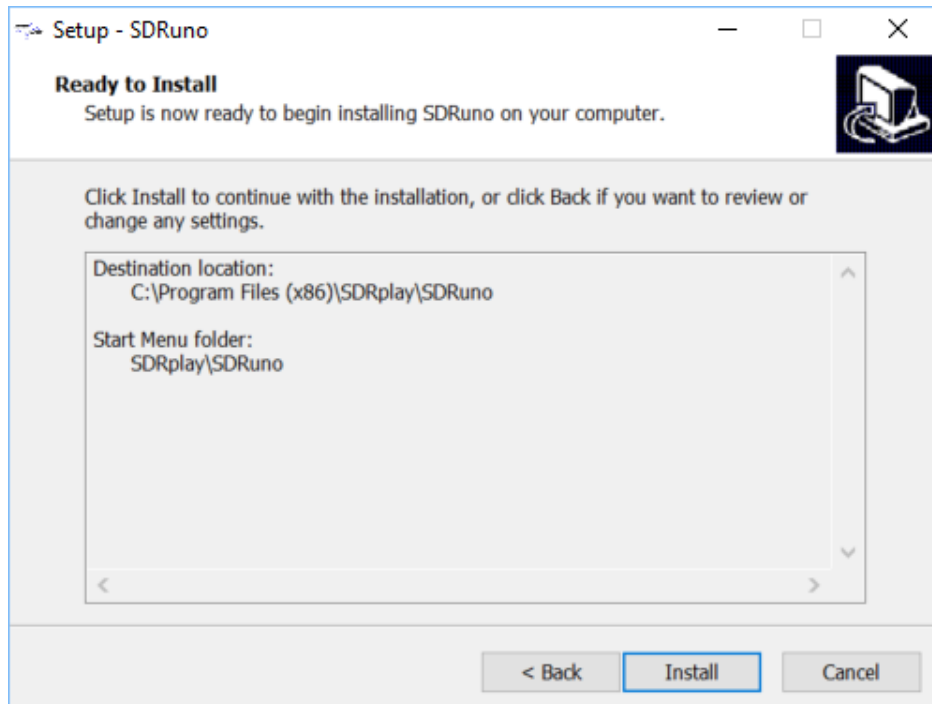 Setup - SDRuno
Ready to Install
Setup is now ready to begin installing SDRuno on your computer.
Click Install to continue with the installation, or click Back if you want to review or
change any settings.
Destination location:
C:\Program Files (x86)\SDRplay\SDRuno
Start Menu folder:
SDRplay\SDRuno
< Back
Install
Cancel